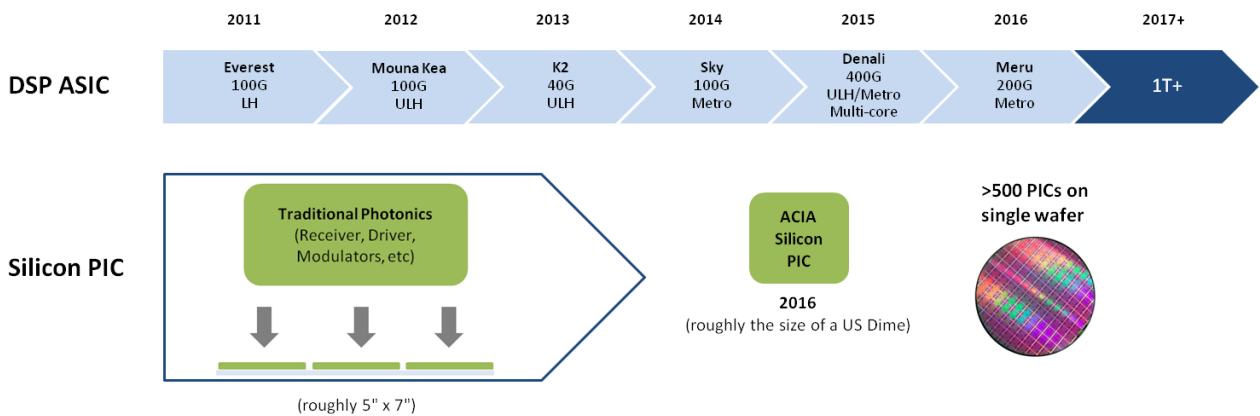 2011 2012 2013 2014 2015 2016 2017+
DSP ASIC
Everest
100G
LH
Mouna Kea
100G
ULH
K2
40G
ULH
Sky
100G
Metro
Denali
400G
ULH/Metro
Multi-core
Meru
200G
Metro
1T+
Silicon PIC
Traditional Photonics
(Receiver, Driver,
Modulators, etc)
(roughly 5" x 7")
ACIA
Silicon
PIC
2016
(roughly the size of a US Dime)
>500 PICs on
single wafer